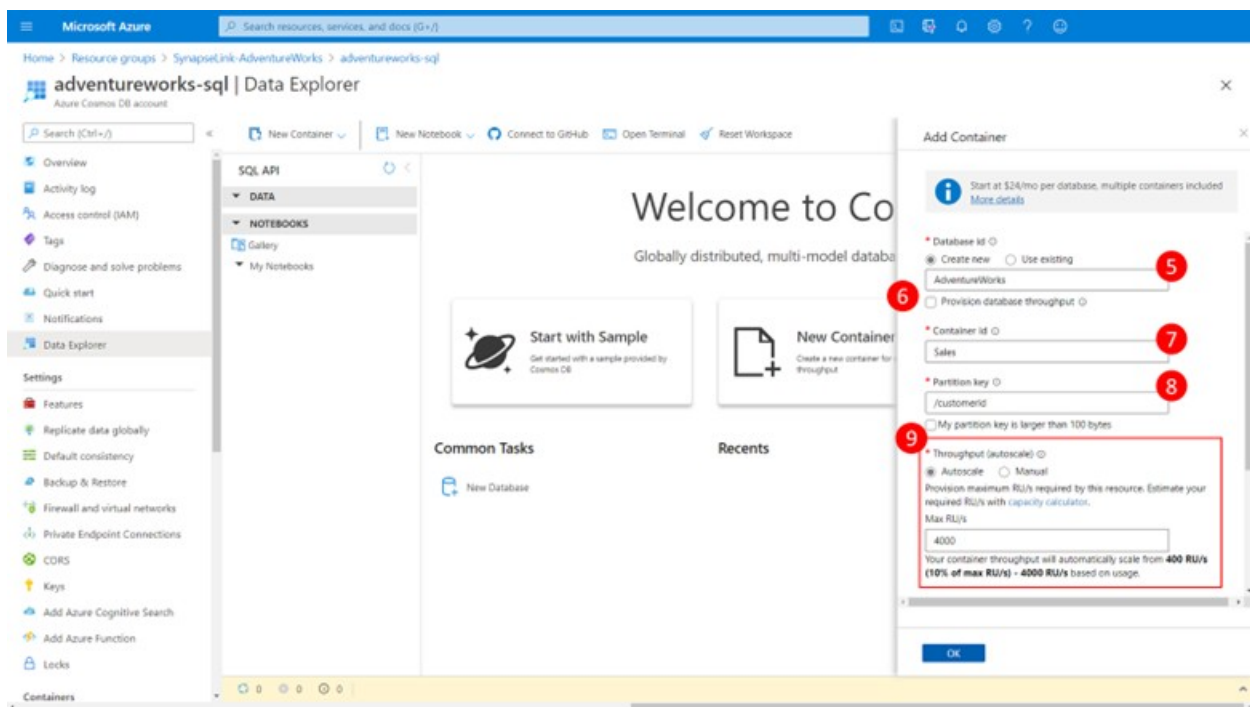 Microsoft Azure
Search resources, services, and docs (G+/)
Home > Resource groups > SynapseLink-AdventureWorks > adventureworks-sql
adventureworks-sql | Data Explorer
Azure Cosmos DB account
Search (Ctrl+/)
Overview
Activity log
Access control (IAM)
Tags
Diagnose and solve problems
Quick start
Notifications
Data Explorer
Settings
Features
Replicate data globally
Default consistency
Backup & Restore
Firewall and virtual networks
Private Endpoint Connections
CORS
Keys
Add Azure Cognitive Search
Add Azure Function
Locks
Containers
New Container
New Notebook
Connect to GitHub
Open Terminal
Reset Workspace
SQL API
DATA
NOTEBOOKS
Gallery
My Notebooks
Welcome to Co
Globally distributed, multi-model databa
Start with Sample
Get started with a sample provided by
Cosmos DB
New Container
Create a new container for
throughput
Common Tasks
New Database
Recents
0 0 0
Add Container
Start at $24/mo per database, multiple containers included
More details
* Database id
Create new Use existing
5
AdventureWorks
6
Provision database throughput
* Container id
7
Sales
* Partition key
8
/customerId
My partition key is larger than 100 bytes
9
* Throughput (autoscale)
Autoscale Manual
Provision maximum RU/s required by this resource. Estimate your
required RU/s with capacity calculator.
Max RU/s
4000
Your container throughput will automatically scale from 400 RU/s
(10% of max RU/s) - 4000 RU/s based on usage.
OK